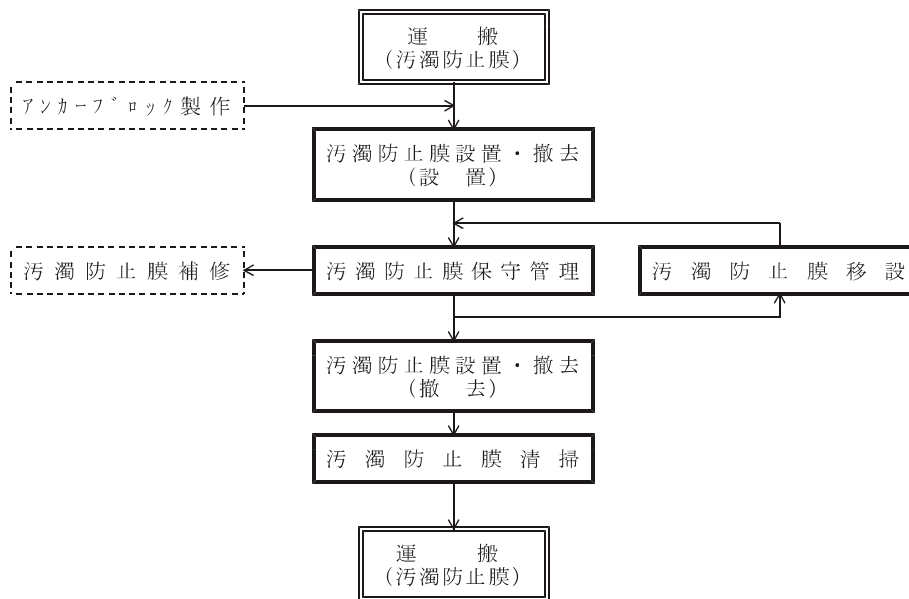 運　搬
(汚濁防止膜)
ｱﾝｶｰﾌﾞﾛｯｸ製作
汚濁防止膜設置・撤去
(設　置)
汚濁防止膜補修
汚濁防止膜保守管理
汚濁防止膜移設
汚濁防止膜設置・撤去
(撤　去)
汚濁防止膜清掃
運　搬
(汚濁防止膜)